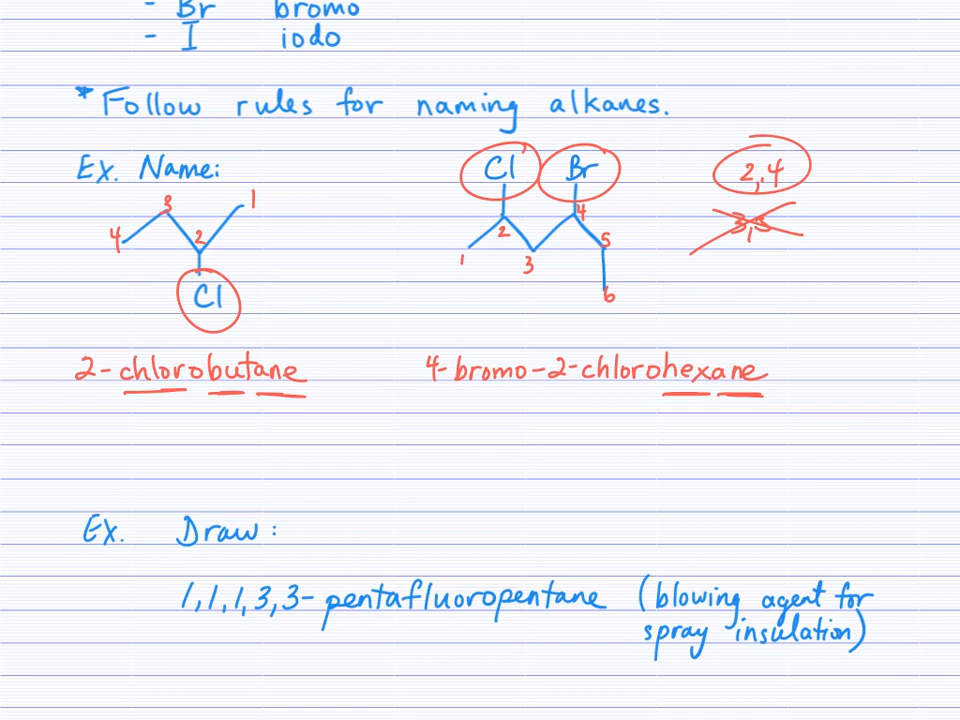 - Br bromo
- I iodo
* Follow rules for naming alkanes.
Ex. Name:
Cl Br 2,4
3 1
4 2 2 4
1 3 5
Cl 6
2-chlorobutane 4-bromo-2-chlorohexane
Ex. Draw:
1,1,1,3,3-pentafluoropentane (blowing agent for
spray insulation)